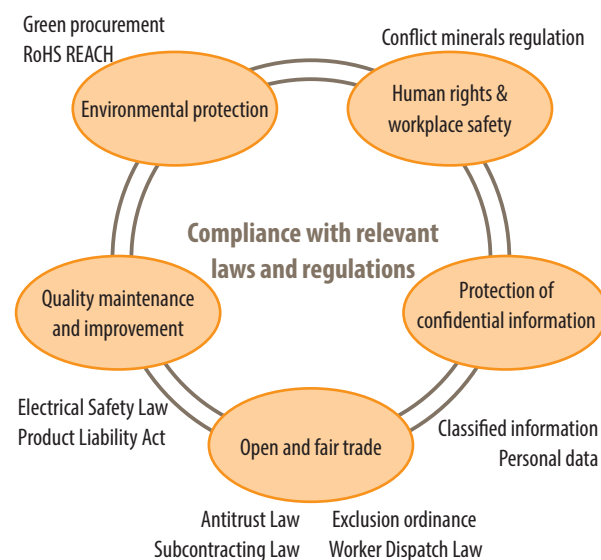 Green procurement
RoHS REACH
Conflict minerals regulation
Environmental protection
Human rights &
workplace safety
Compliance with relevant
laws and regulations
Quality maintenance
and improvement
Protection of
confidential information
Electrical Safety Law
Product Liability Act
Open and fair trade
Classified information
Personal data
Antitrust Law
Subcontracting Law
Exclusion ordinance
Worker Dispatch Law